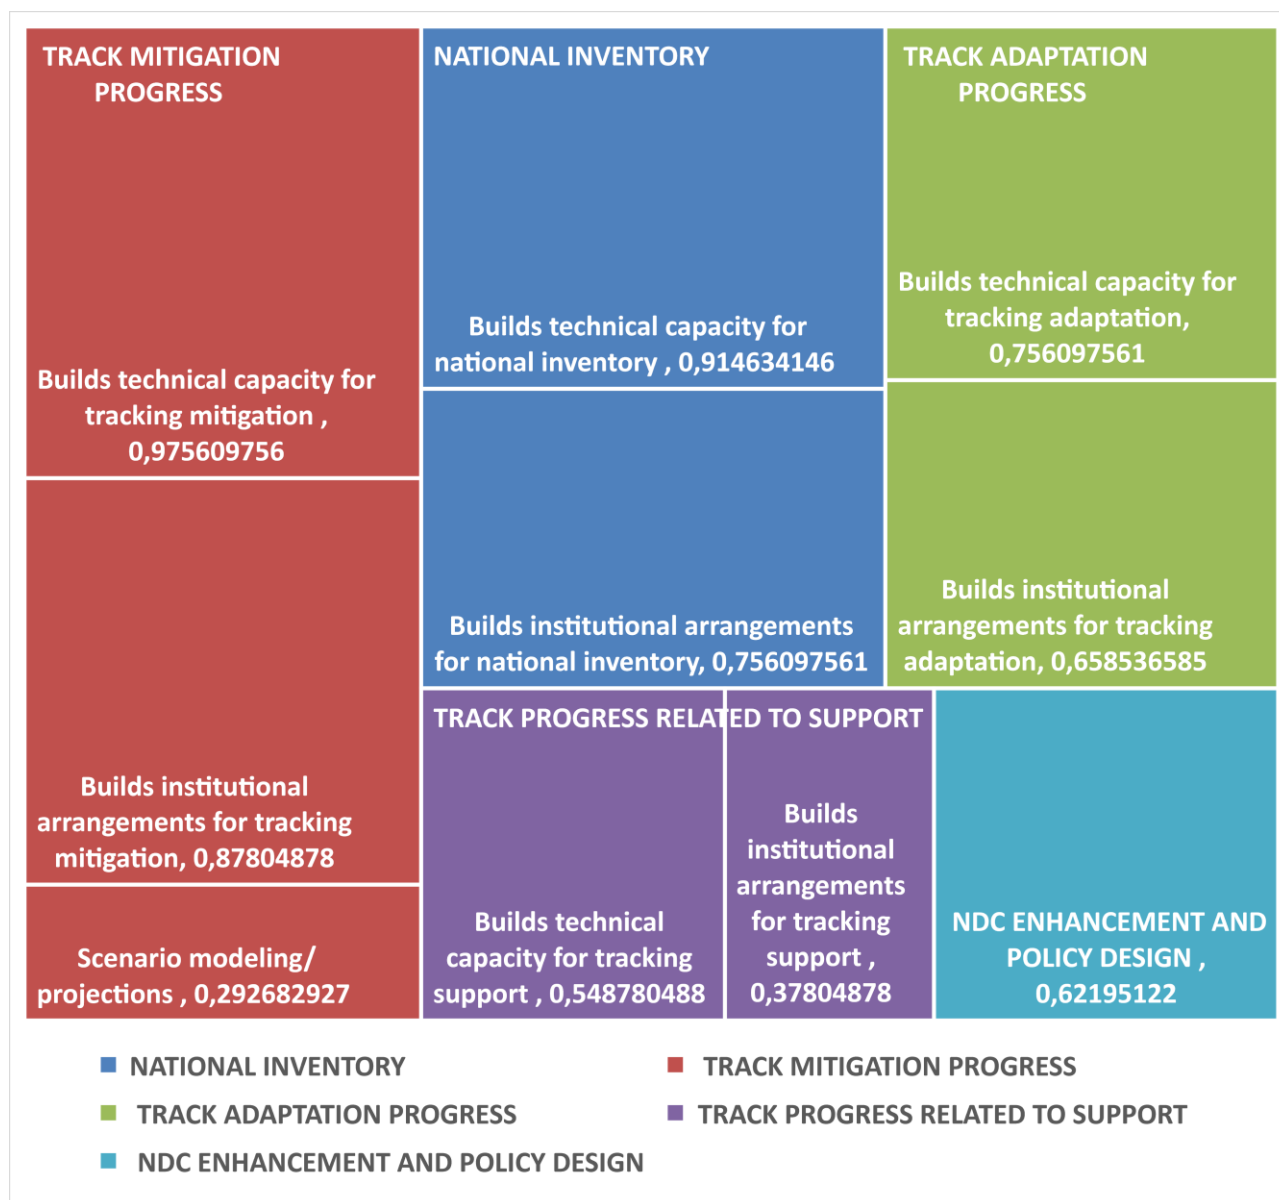 TRACK MITIGATION
PROGRESS
Builds technical capacity for
tracking mitigation ,
0,975609756
Builds institutional
arrangements for tracking
mitigation, 0,87804878
Scenario modeling/
projections , 0,292682927
NATIONAL INVENTORY
Builds technical capacity for
national inventory , 0,914634146
Builds institutional arrangements
for national inventory, 0,756097561
TRACK ADAPTATION
PROGRESS
Builds technical capacity for
tracking adaptation,
0,756097561
Builds institutional
arrangements for tracking
adaptation, 0,658536585
TRACK PROGRESS RELATED TO SUPPORT
Builds technical
capacity for tracking
support , 0,548780488
Builds
institutional
arrangements
for tracking
support ,
0,37804878
NDC ENHANCEMENT AND
POLICY DESIGN ,
0,62195122
NATIONAL INVENTORY
TRACK MITIGATION PROGRESS
TRACK ADAPTATION PROGRESS
TRACK PROGRESS RELATED TO SUPPORT
NDC ENHANCEMENT AND POLICY DESIGN